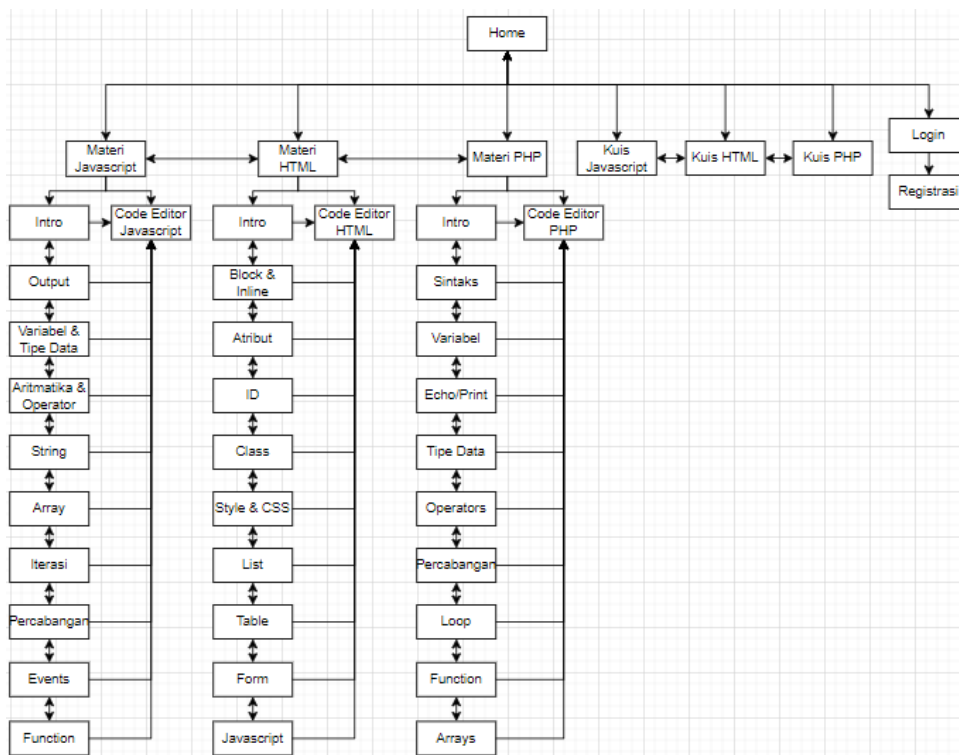 Home
Login
Materi
Javascript
Materi
HTML
Materi PHP
Kuis
Javascript
Kuis HTML
Kuis PHP
Registrasi
Intro
Code Editor
Javascript
Intro
Code Editor
HTML
Intro
Code Editor
PHP
Output
Block &
Inline
Sintaks
Variabel &
Tipe Data
Atribut
Variabel
Aritmatika &
Operator
ID
Echo/Print
String
Class
Tipe Data
Array
Style & CSS
Operators
Iterasi
List
Percabangan
Percabangan
Table
Loop
Events
Form
Function
Function
Javascript
Arrays